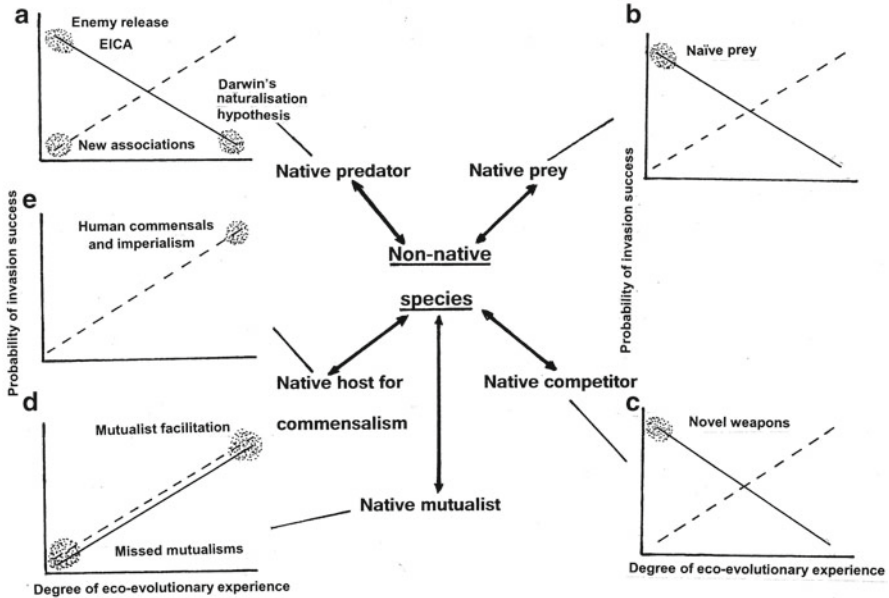 a
Enemy release
EICA
Darwin's
naturalisation
hypothesis
New associations
b
Naïve prey
Native predator
Native prey
Probability of invasion success
e
Human commensals
and imperialism
Non-native
species
Probability of invasion success
Native host for
commensalism
Native competitor
d
Mutualist facilitation
Missed mutualisms
Degree of eco-evolutionary experience
Native mutualist
c
Novel weapons
Degree of eco-evolutionary experience